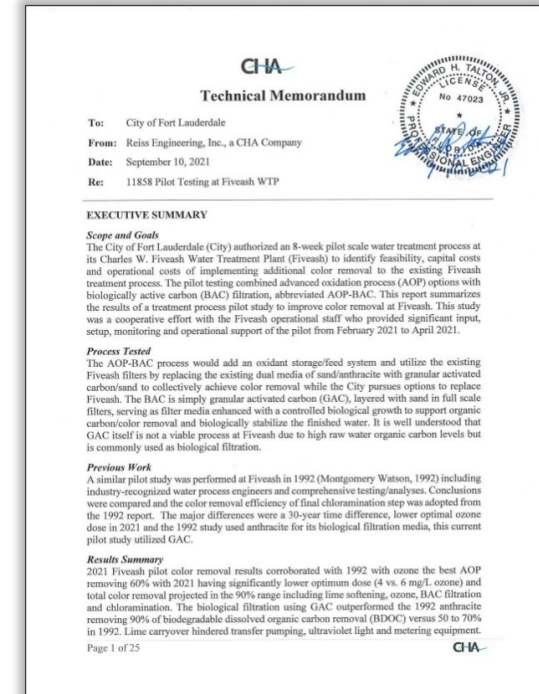 CHA
Technical Memorandum
EDWARD H. TALTON, JR.
LICENSE
No 47023
STATE OF
PROFESSIONAL ENGINEER
To: City of Fort Lauderdale
From: Reiss Engineering, Inc., a CHA Company
Date: September 10, 2021
Re: 11858 Pilot Testing at Fiveash WTP
EXECUTIVE SUMMARY
Scope and Goals
The City of Fort Lauderdale (City) authorized an 8-week pilot scale water treatment process at
its Charles W. Fiveash Water Treatment Plant (Fiveash) to identify feasibility, capital costs
and operational costs of implementing additional color removal to the existing Fiveash
treatment process. The pilot testing combined advanced oxidation process (AOP) options with
biologically active carbon (BAC) filtration, abbreviated AOP-BAC. This report summarizes
the results of a treatment process pilot study to improve color removal at Fiveash. This study
was a cooperative effort with the Fiveash operational staff who provided significant input,
setup, monitoring and operational support of the pilot from February 2021 to April 2021.
Process Tested
The AOP-BAC process would add an oxidant storage/feed system and utilize the existing
Fiveash filters by replacing the existing dual media of sand/anthracite with granular activated
carbon/sand to collectively achieve color removal while the City pursues options to replace
Fiveash. The BAC is simply granular activated carbon (GAC), layered with sand in full scale
filters, serving as filter media enhanced with a controlled biological growth to support organic
carbon/color removal and biologically stabilize the finished water. It is well understood that
GAC itself is not a viable process at Fiveash due to high raw water organic carbon levels but
is commonly used as biological filtration.
Previous Work
A similar pilot study was performed at Fiveash in 1992 (Montgomery Watson, 1992) including
industry-recognized water process engineers and comprehensive testing/analyses. Conclusions
were compared and the color removal efficiency of final chloramination step was adopted from
the 1992 report. The major differences were a 30-year time difference, lower optimal ozone
dose in 2021 and the 1992 study used anthracite for its biological filtration media, this current
pilot study utilized GAC.
Results Summary
2021 Fiveash pilot color removal results corroborated with 1992 with ozone the best AOP
removing 60% with 2021 having significantly lower optimum dose (4 vs. 6 mg/L ozone) and
total color removal projected in the 90% range including lime softening, ozone, BAC filtration
and chloramination. The biological filtration using GAC outperformed the 1992 anthracite
removing 90% of biodegradable dissolved organic carbon removal (BDOC) versus 50 to 70%
in 1992. Lime carryover hindered transfer pumping, ultraviolet light and metering equipment.
Page 1 of 25
CHA